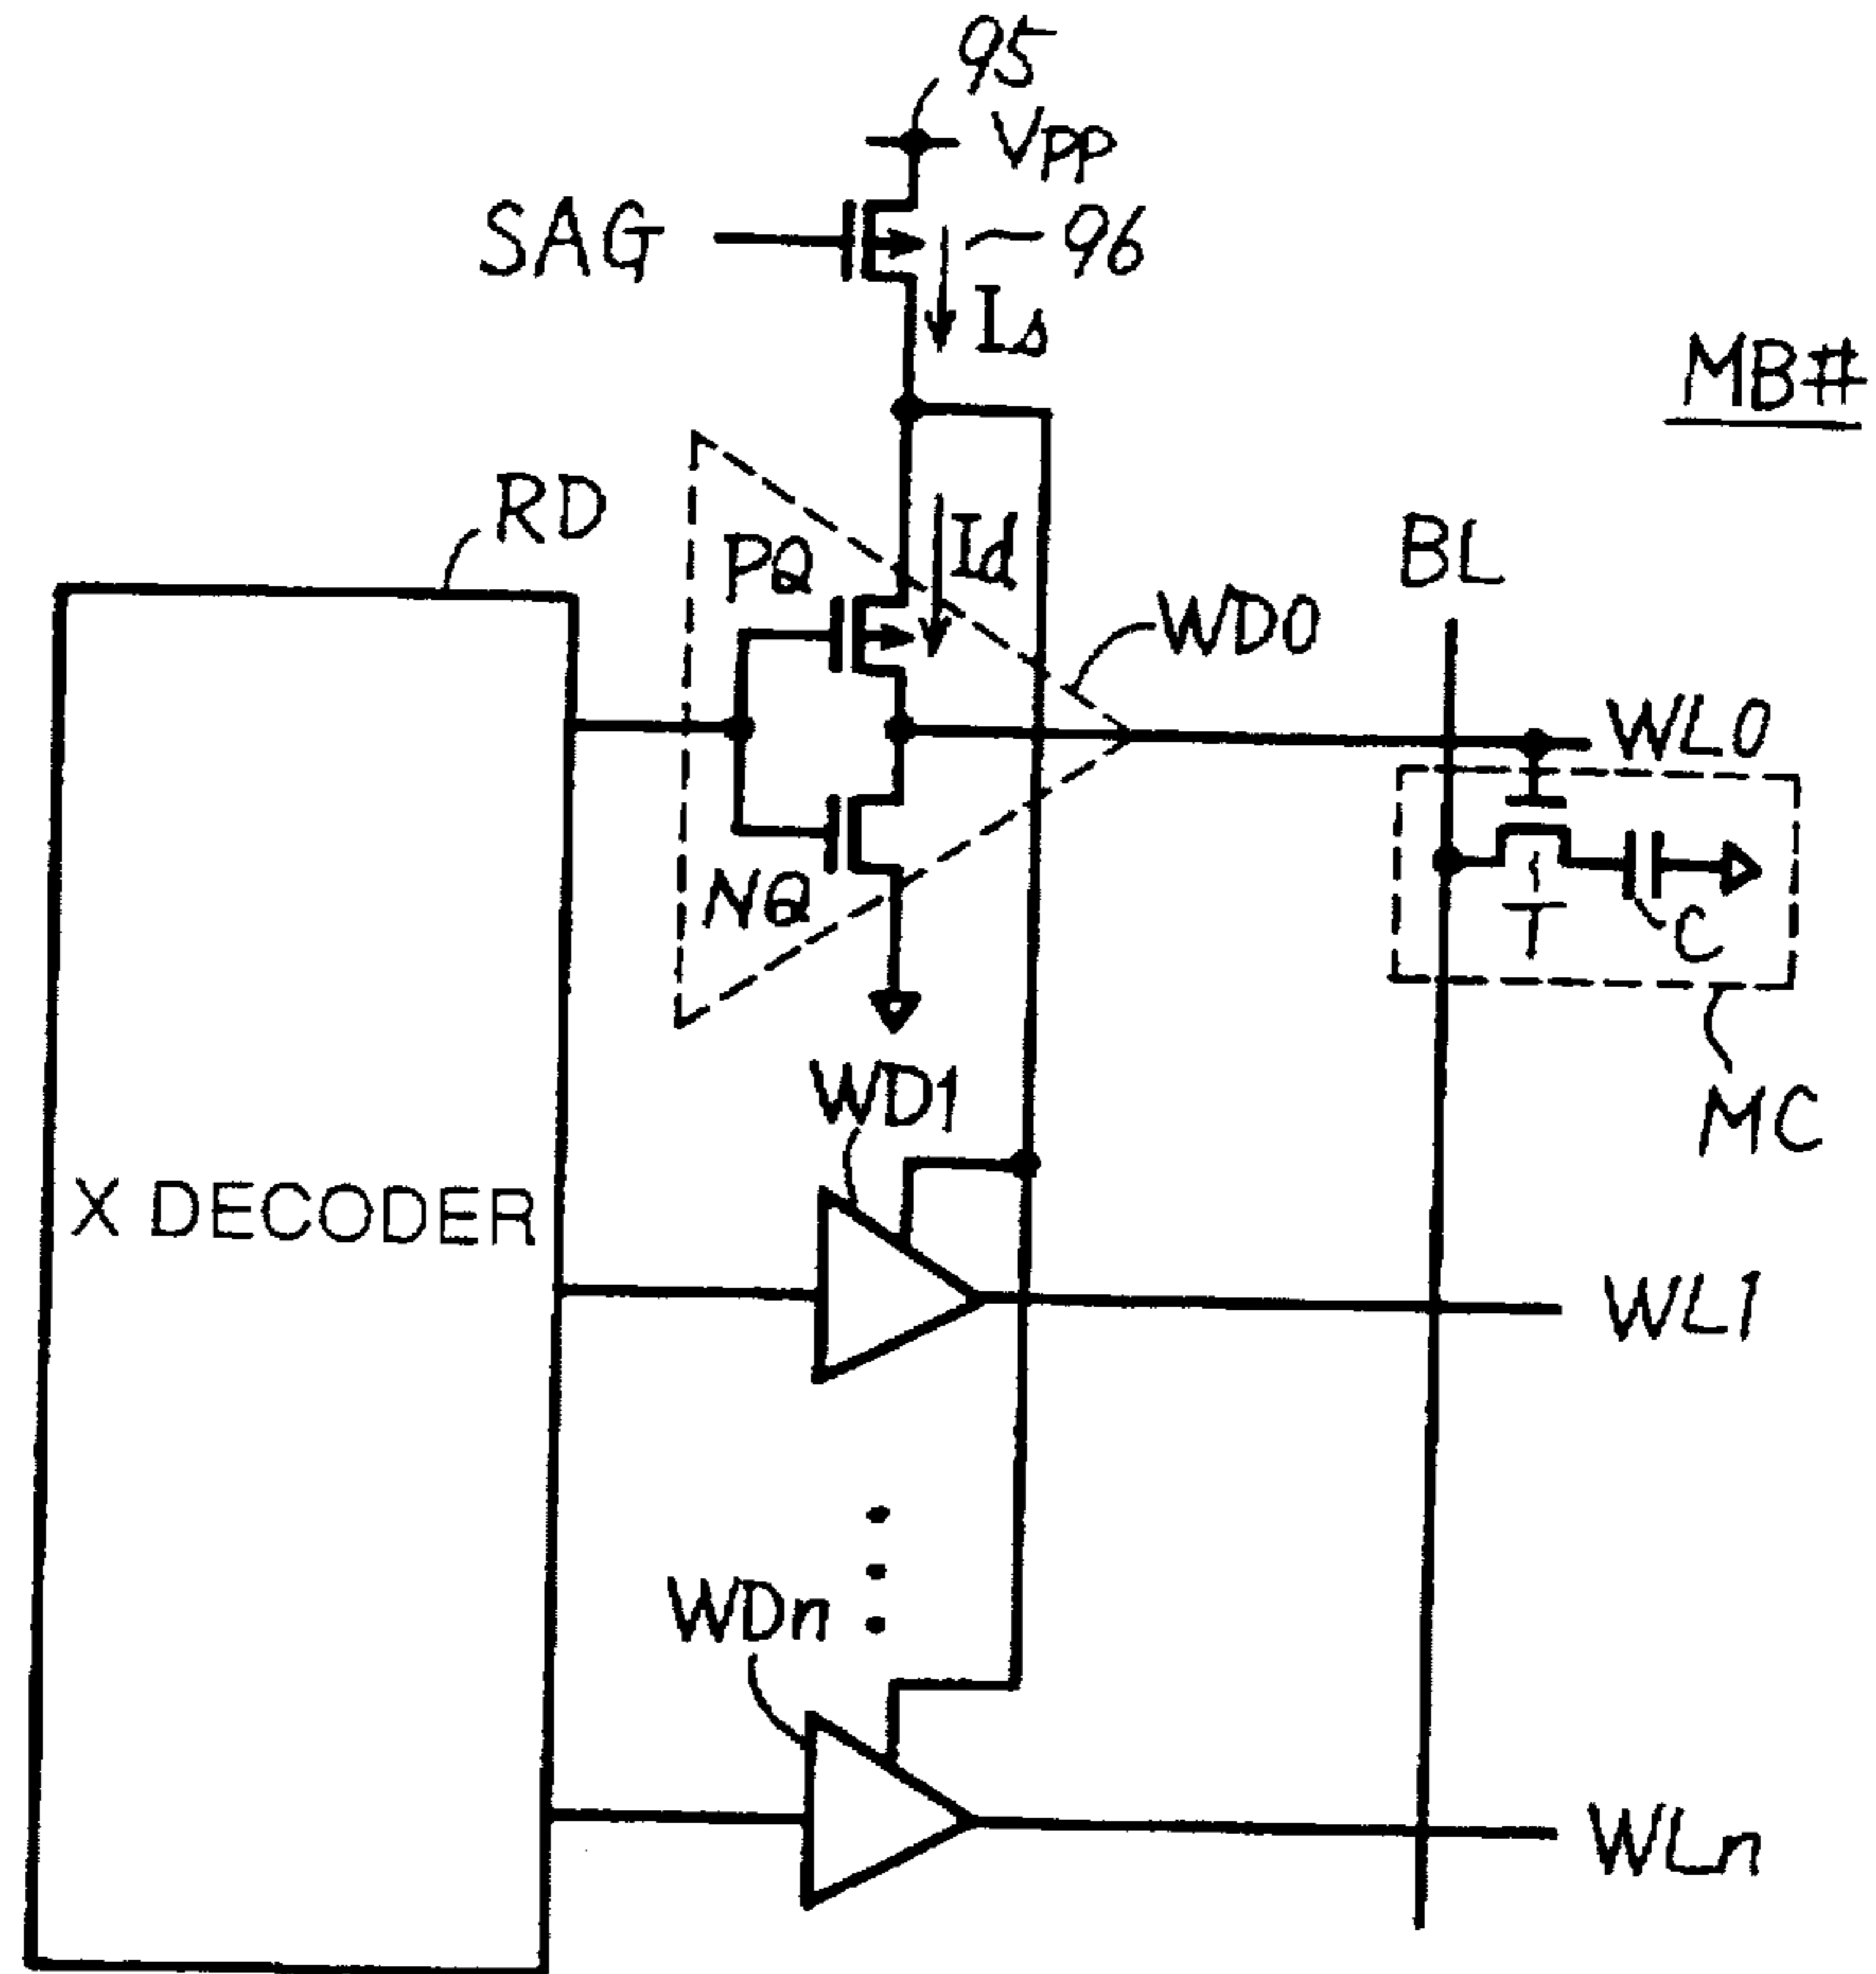 95
VPP
SAG
96
Is
MB#
RD
PQ
Id
BL
WD0
WL0
NQ
T
C
WD1
MC
X DECODER
WL1
WDn
WLn